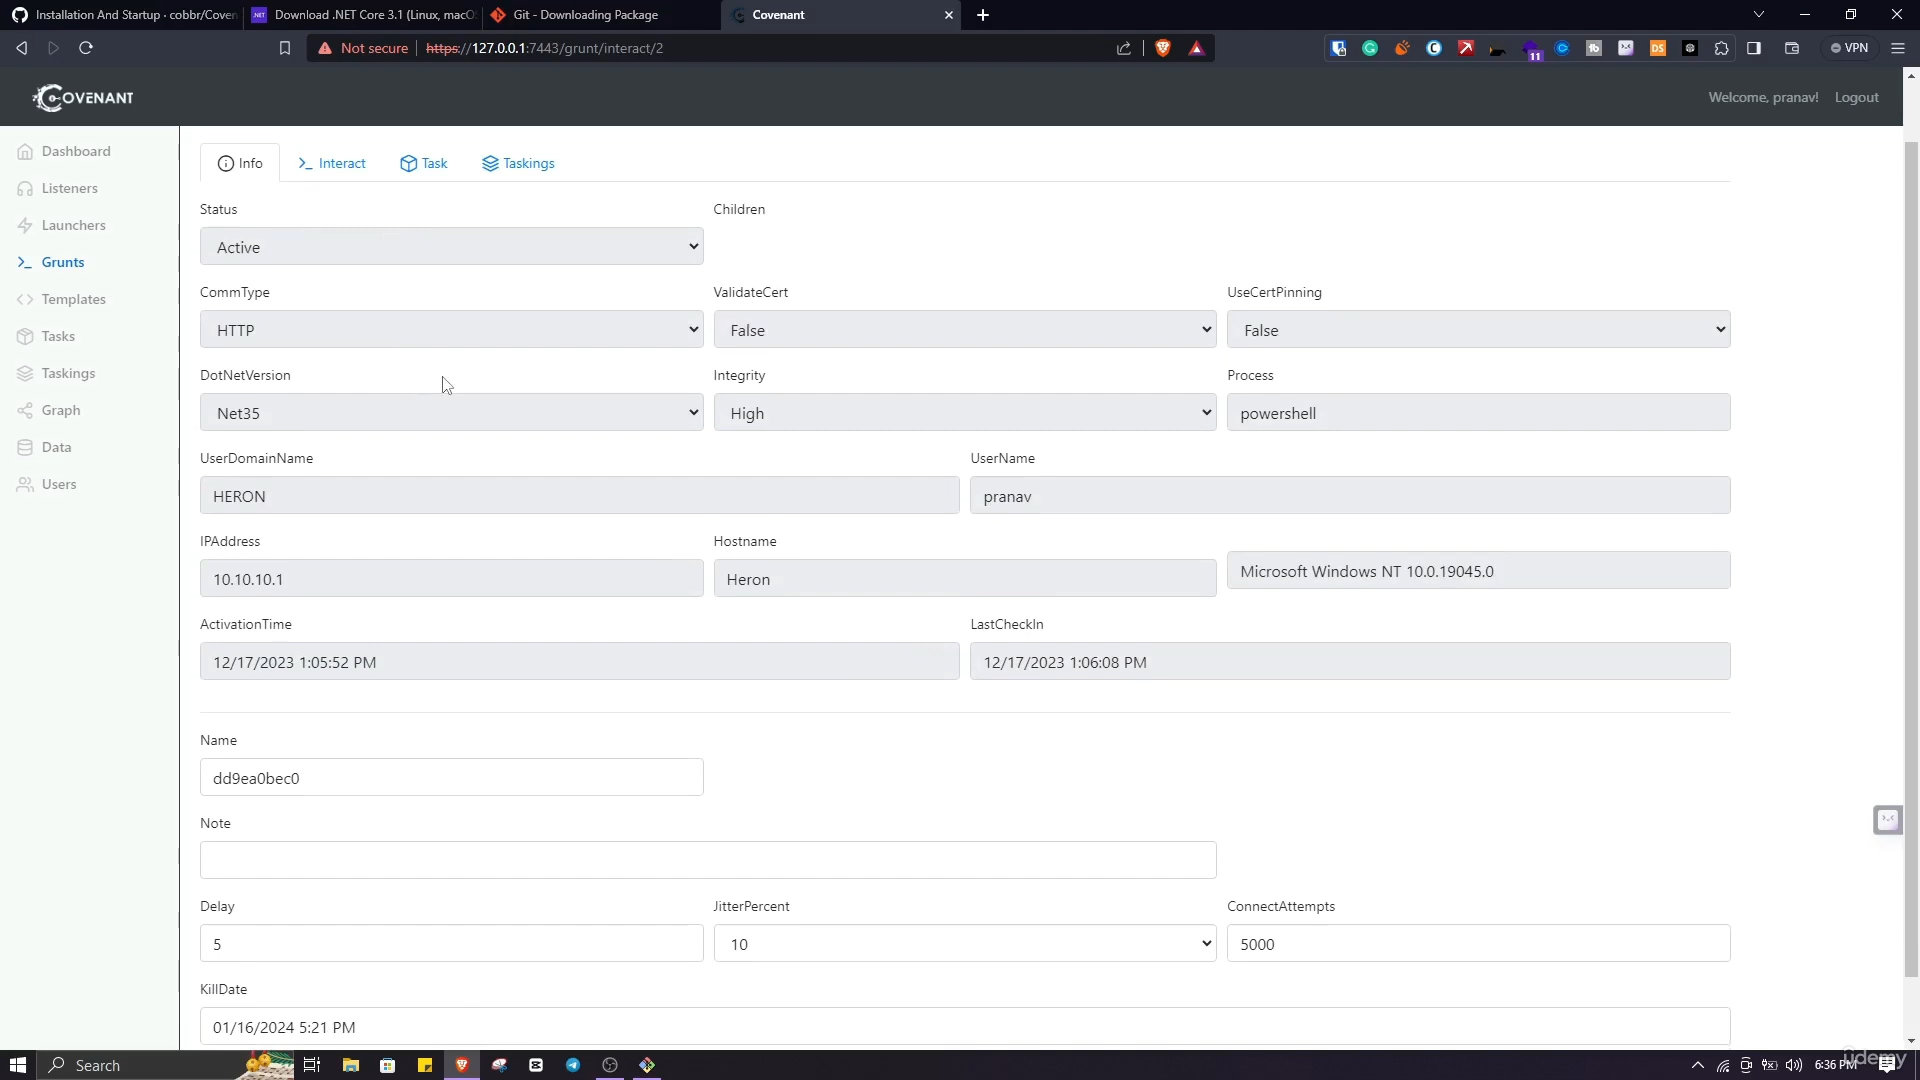 Installation And Startup · cobbr/Coven
.NET
Download .NET Core 3.1 (Linux, macO
Git - Downloading Package
Covenant
Not secure
https://127.0.0.1:7443/grunt/interact/2
11
DS
VPN
COVENANT
Welcome, pranav!
Logout
Dashboard
Listeners
Launchers
Grunts
Templates
Tasks
Taskings
Graph
Data
Users
Info
Interact
Task
Taskings
Status
Children
Active
CommType
ValidateCert
UseCertPinning
HTTP
False
False
DotNetVersion
Integrity
Process
Net35
High
powershell
UserDomainName
UserName
HERON
pranav
IPAddress
Hostname
10.10.10.1
Heron
Microsoft Windows NT 10.0.19045.0
ActivationTime
LastCheckIn
12/17/2023 1:05:52 PM
12/17/2023 1:06:08 PM
Name
dd9ea0bec0
Note
Delay
JitterPercent
ConnectAttempts
5
10
5000
KillDate
01/16/2024 5:21 PM
Search
6:36 PM
ûdemy